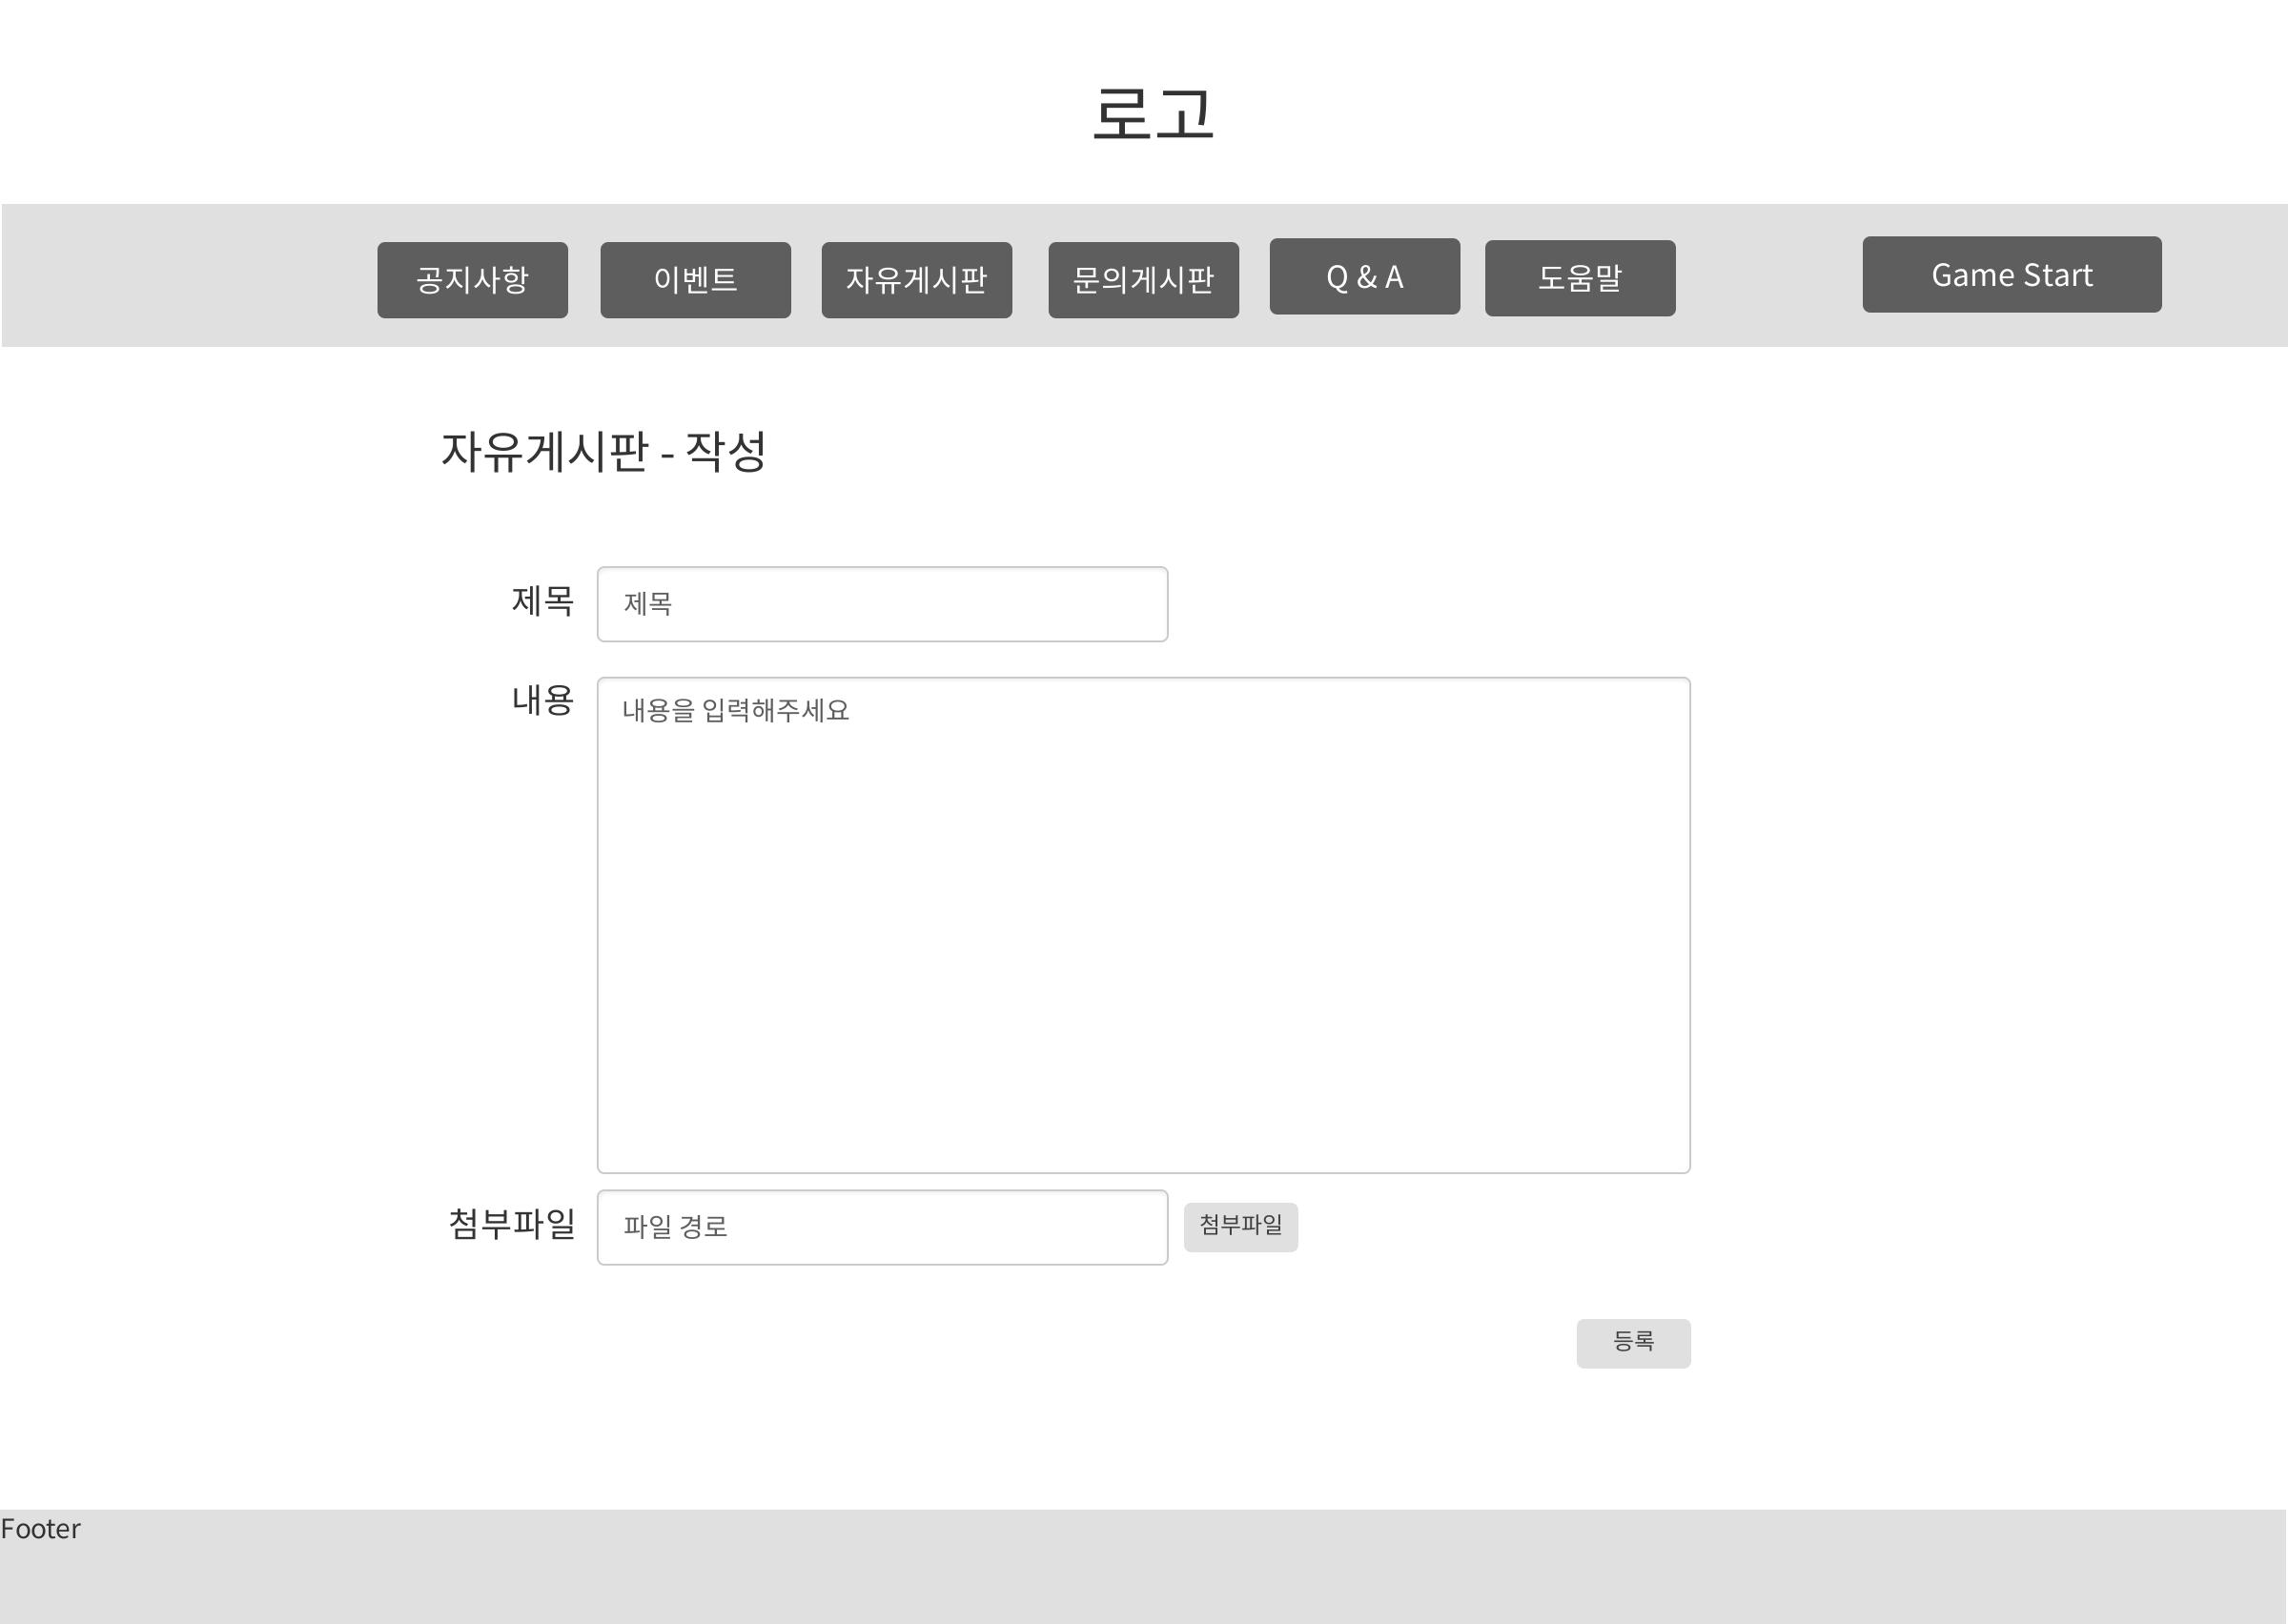 로고
공지사항
이벤트
자유게시판
문의게시판
Q & A
도움말
Game Start
자유게시판 - 작성
제목
제목
내용
내용을 입력해주세요
첨부파일
파일 경로
첨부파일
등록
Footer